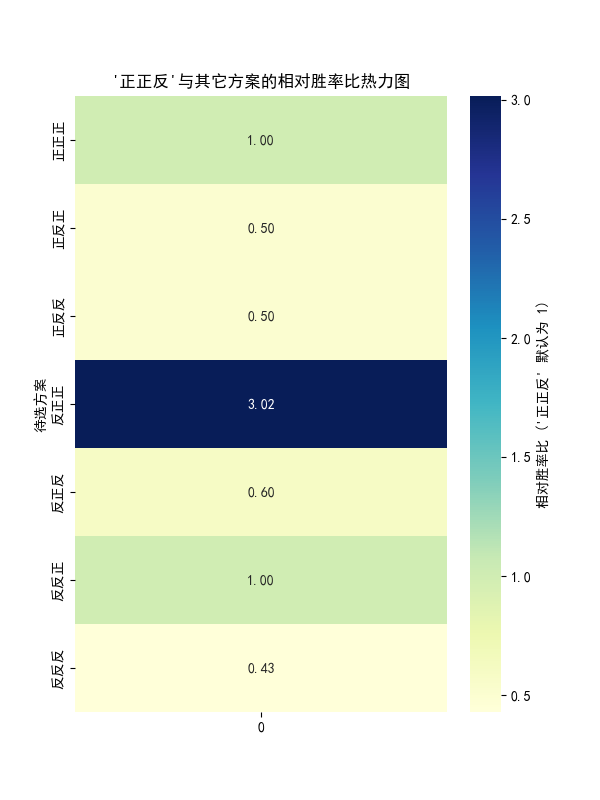 '正正反'与其它方案的相对胜率比热力图
待选方案
正正正
1.00
正反正
0.50
正反反
0.50
反正正
3.02
反正反
0.60
反反正
1.00
反反反
0.43
0
3.0
2.5
2.0
1.5
1.0
0.5
相对胜率比 ('正正反' 默认为 1)